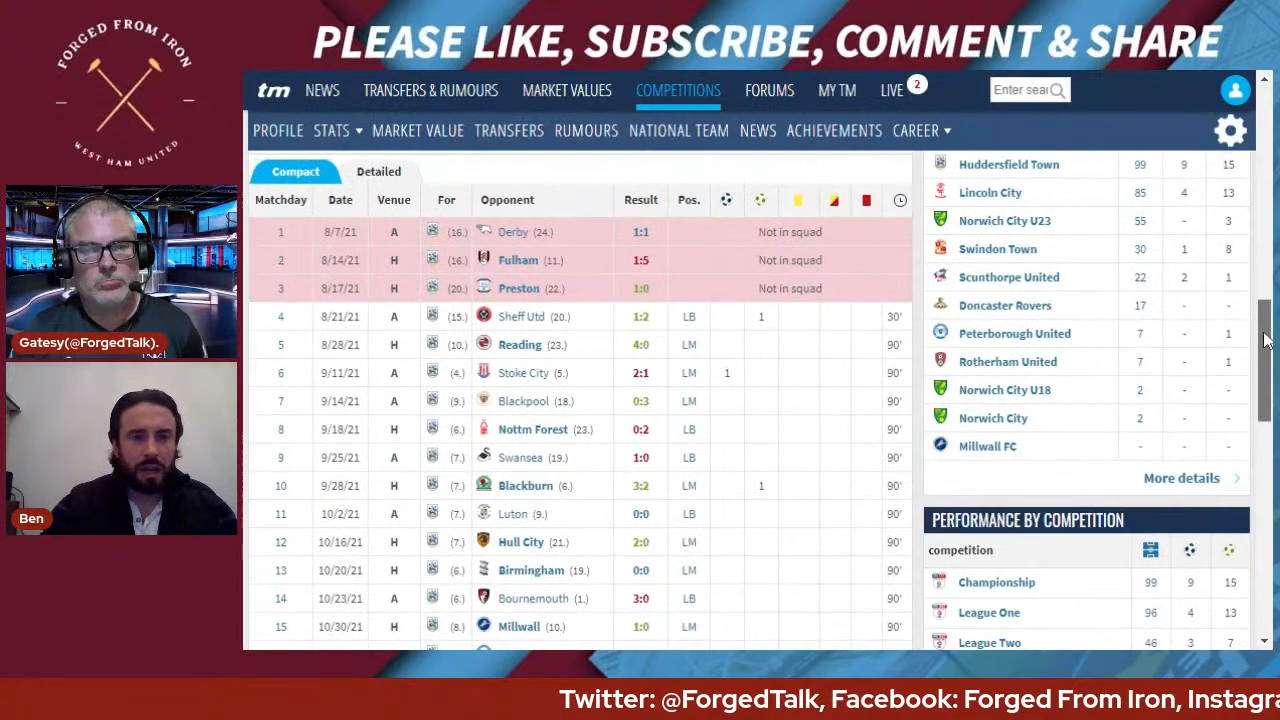 FORGED FROM IRON
WEST HAM UNITED
PLEASE LIKE, SUBSCRIBE, COMMENT & SHARE
tm NEWS TRANSFERS & RUMOURS MARKET VALUES COMPETITIONS FORUMS MY TM LIVE 2 Enter sear
PROFILE STATS MARKET VALUE TRANSFERS RUMOURS NATIONAL TEAM NEWS ACHIEVEMENTS CAREER
Compact Detailed
Matchday Date Venue For Opponent Result Pos.
1 8/7/21 A (16.) Derby (24.) 1:1 Not in squad
2 8/14/21 H (16.) Fulham (11.) 1:5 Not in squad
3 8/17/21 H (20.) Preston (22.) 1:0 Not in squad
4 8/21/21 A (15.) Sheff Utd (20.) 1:2 LB 1 30'
5 8/28/21 H (10.) Reading (23.) 4:0 LM 90'
6 9/11/21 A (4.) Stoke City (5.) 2:1 LM 1 90'
7 9/14/21 A (9.) Blackpool (18.) 0:3 LM 90'
8 9/18/21 H (6.) Nottm Forest (23.) 0:2 LB 90'
9 9/25/21 A (7.) Swansea (19.) 1:0 LB 90'
10 9/28/21 H (7.) Blackburn (6.) 3:2 LM 1 90'
11 10/2/21 A (7.) Luton (9.) 0:0 LB 90'
12 10/16/21 H (7.) Hull City (21.) 2:0 LM 90'
13 10/20/21 H (6.) Birmingham (19.) 0:0 LM 90'
14 10/23/21 A (6.) Bournemouth (1.) 3:0 LB 90'
15 10/30/21 H (8.) Millwall (10.) 1:0 LM 90'
Huddersfield Town 99 9 15
Lincoln City 85 4 13
Norwich City U23 55 - 3
Swindon Town 30 1 8
Scunthorpe United 22 2 1
Doncaster Rovers 17 - -
Peterborough United 7 - 1
Rotherham United 7 - 1
Norwich City U18 2 - -
Norwich City 2 - -
Millwall FC - - -
More details
PERFORMANCE BY COMPETITION
competition
Championship 99 9 15
League One 96 4 13
League Two 46 3 7
Gatesy(@ForgedTalk).
Ben
Twitter: @ForgedTalk, Facebook: Forged From Iron, Instagra